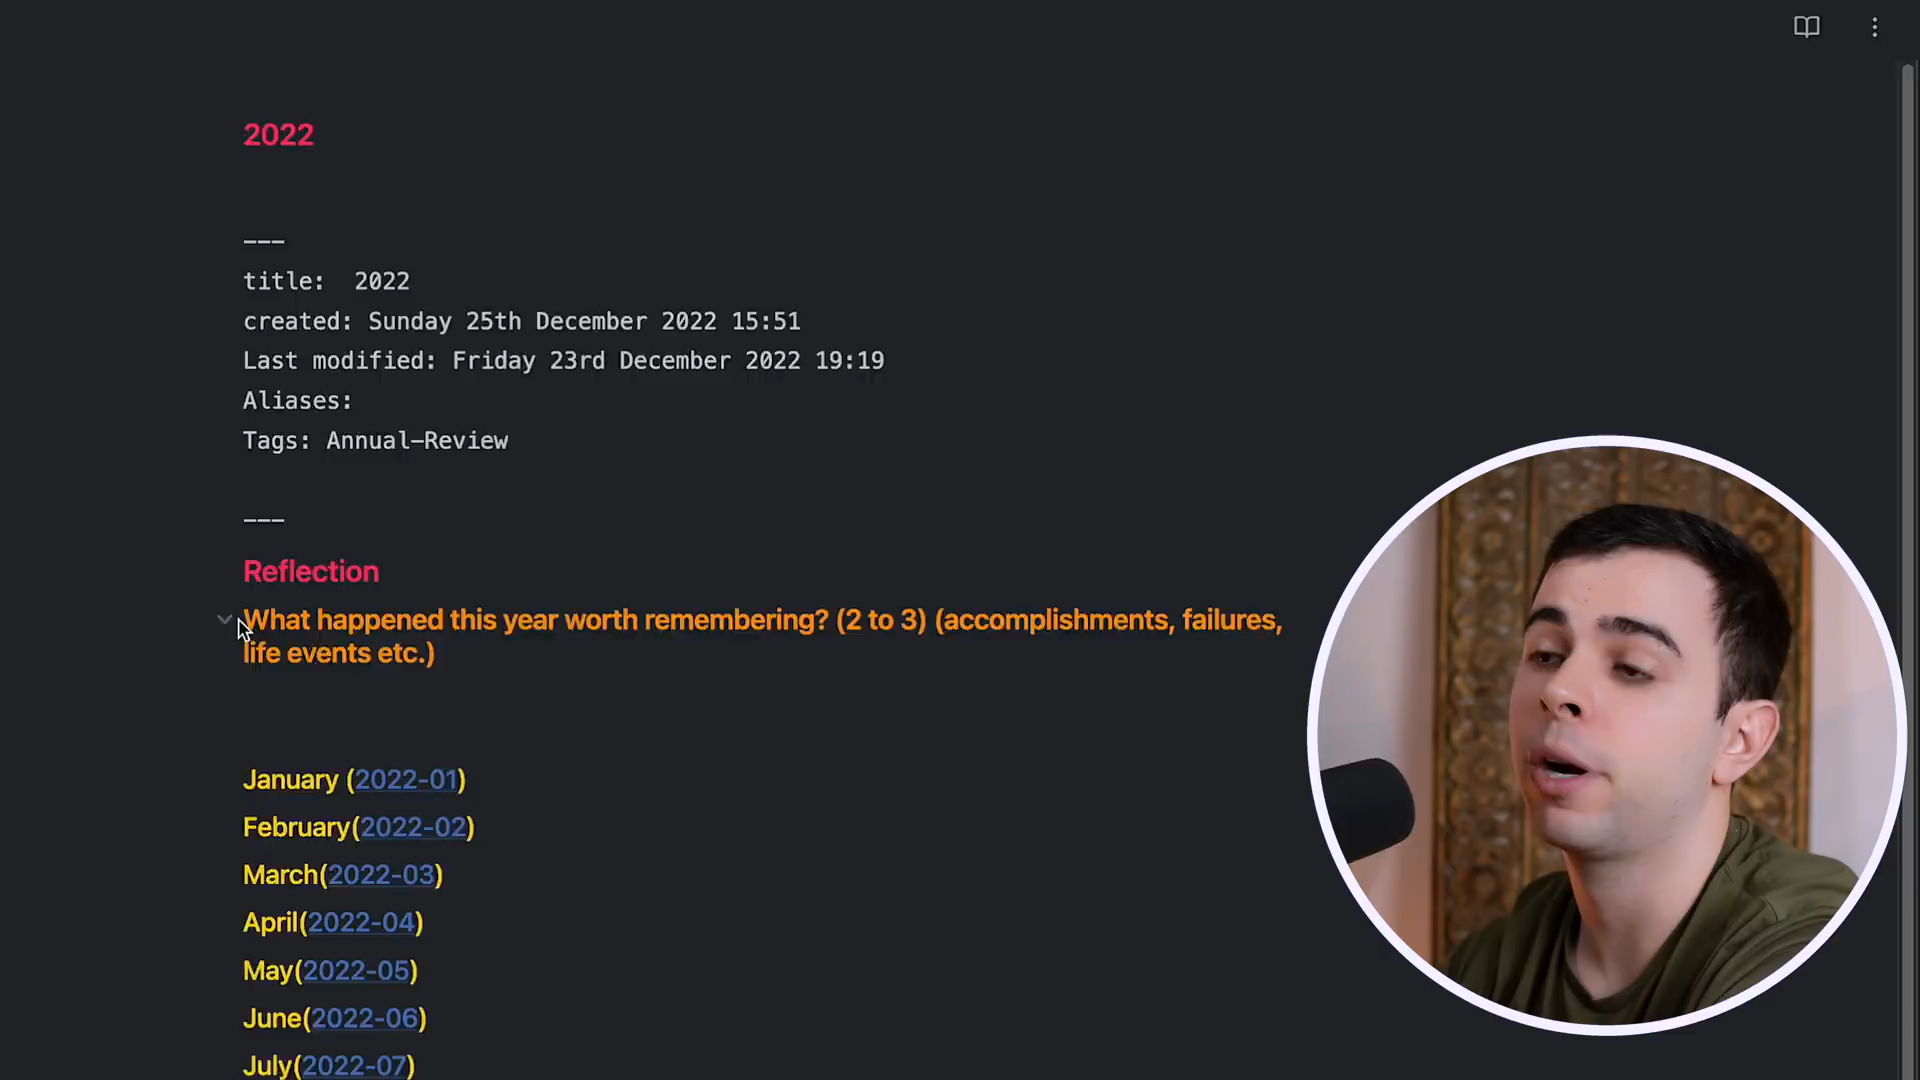 2022
———
title:  2022
created: Sunday 25th December 2022 15:51
Last modified: Friday 23rd December 2022 19:19
Aliases:
Tags: Annual-Review
———
Reflection
What happened this year worth remembering? (2 to 3) (accomplishments, failures,
life events etc.)
January (2022-01)
February(2022-02)
March(2022-03)
April(2022-04)
May(2022-05)
June(2022-06)
July(2022-07)